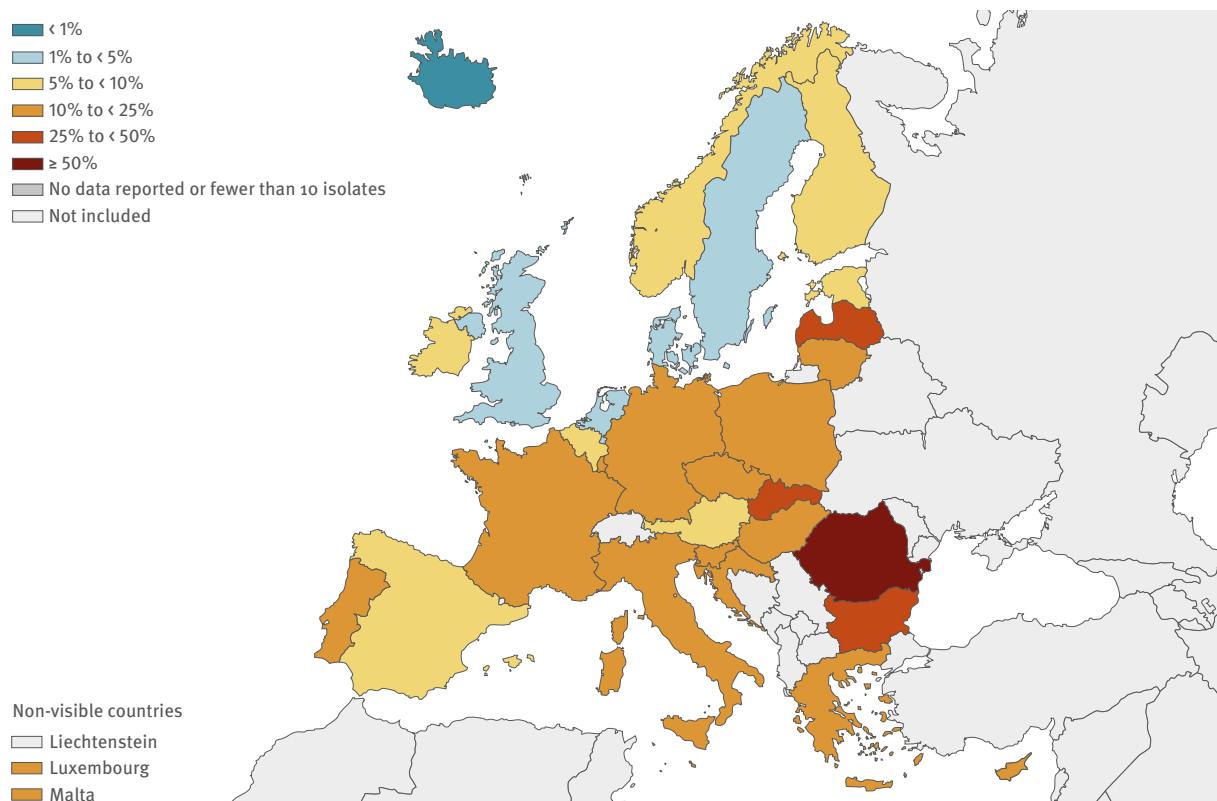 < 1%
1% to < 5%
5% to < 10%
10% to < 25%
25% to < 50%
≥ 50%
No data reported or fewer than 10 isolates
Not included
Non-visible countries
Liechtenstein
Luxembourg
Malta